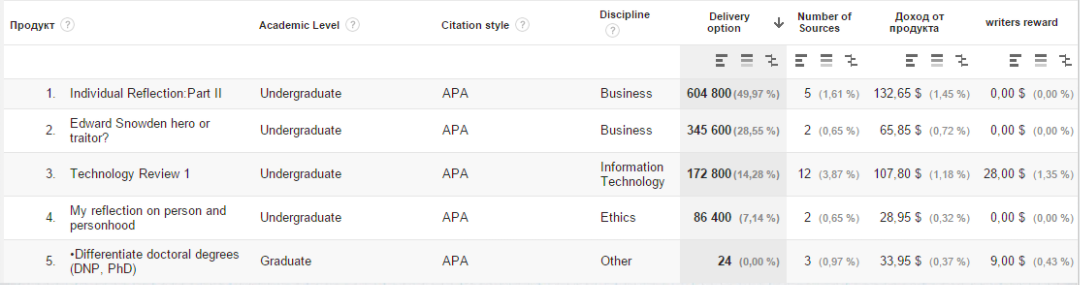 Продукт ? Academic Level ? Citation style ? Discipline ? Delivery option Number of Sources Доход от продукта writers reward
1. Individual Reflection:Part II Undergraduate APA Business 604 800 (49,97 %) 5 (1,61 %) 132,65 $ (1,45 %) 0,00 $ (0,00 %)
2. Edward Snowden hero or traitor? Undergraduate APA Business 345 600 (28,55 %) 2 (0,65 %) 65,85 $ (0,72 %) 0,00 $ (0,00 %)
3. Technology Review 1 Undergraduate APA Information Technology 172 800 (14,28 %) 12 (3,87 %) 107,80 $ (1,18 %) 28,00 $ (1,35 %)
4. My reflection on person and personhood Undergraduate APA Ethics 86 400 (7,14 %) 2 (0,65 %) 28,95 $ (0,32 %) 0,00 $ (0,00 %)
5. •Differentiate doctoral degrees (DNP, PhD) Graduate APA Other 24 (0,00 %) 3 (0,97 %) 33,95 $ (0,37 %) 9,00 $ (0,43 %)